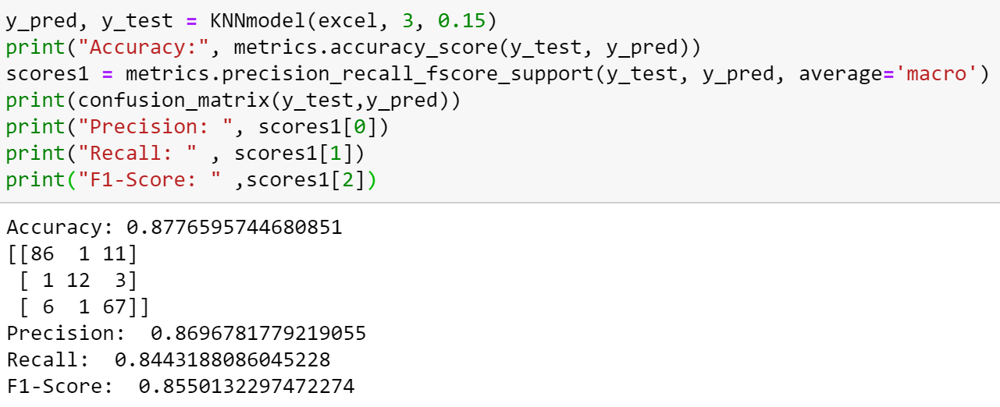 y_pred, y_test = KNNmodel(excel, 3, 0.15)
print("Accuracy:", metrics.accuracy_score(y_test, y_pred))
scores1 = metrics.precision_recall_fscore_support(y_test, y_pred, average='macro')
print(confusion_matrix(y_test,y_pred))
print("Precision: ", scores1[0])
print("Recall: " , scores1[1])
print("F1-Score: " ,scores1[2])
Accuracy: 0.8776595744680851
[[86  1 11]
 [ 1 12  3]
 [ 6  1 67]]
Precision:  0.8696781779219055
Recall:  0.8443188086045228
F1-Score:  0.8550132297472274